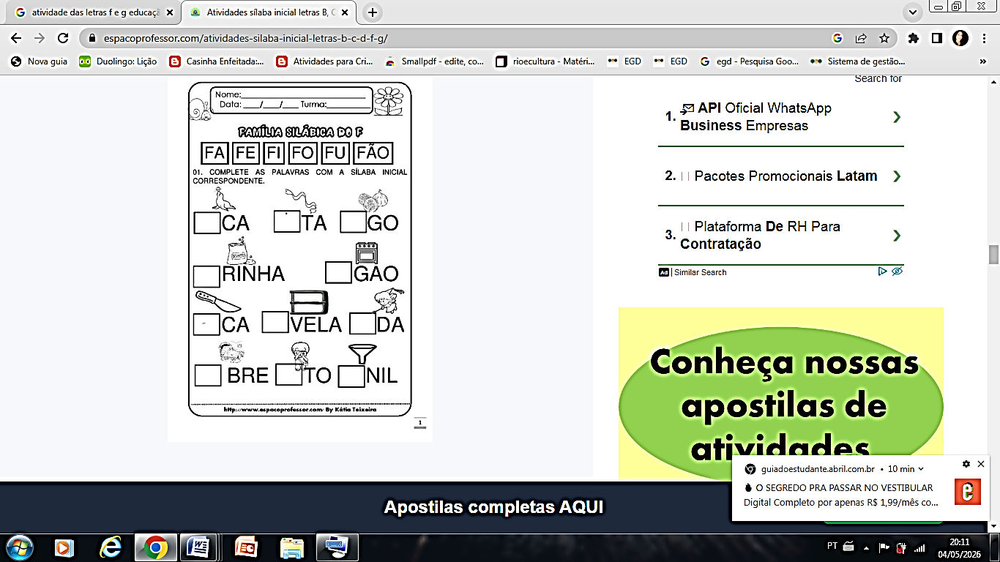 atividade das letras f e g educaçã
Atividades sílaba inicial letras B, C
espacoprofessor.com/atividades-silaba-inicial-letras-b-c-d-f-g/
Nova guia
Duolingo: Lição
Casinha Enfeitada:...
Atividades para Cri...
Smallpdf - edite, co...
rioecultura - Matéri...
EGD
EGD
egd - Pesquisa Goo...
Sistema de gestão...
»
Nome:
Data: ____/____/____ Turma:
FAMÍLIA SILÁBICA DO F
FA FE FI FO FU FÃO
01. COMPLETE AS PALAVRAS COM A SÍLABA INICIAL
CORRESPONDENTE.
CA TA GO
RINHA GAO
CA VELA DA
BRE TO NIL
http://www.espacoprofessor.com/ By Kátia Teixeira
1
Search for
1. API Oficial WhatsApp
Business Empresas
2. Pacotes Promocionais Latam
3. Plataforma De RH Para
Contratação
Ad Similar Search
Conheça nossas
apostilas de
atividades
guiadoestudante.abril.com.br • 10 min
O SEGREDO PRA PASSAR NO VESTIBULAR
Digital Completo por apenas R$ 1,99/mês co...
Apostilas completas AQUI
PT
20:11
04/05/2026